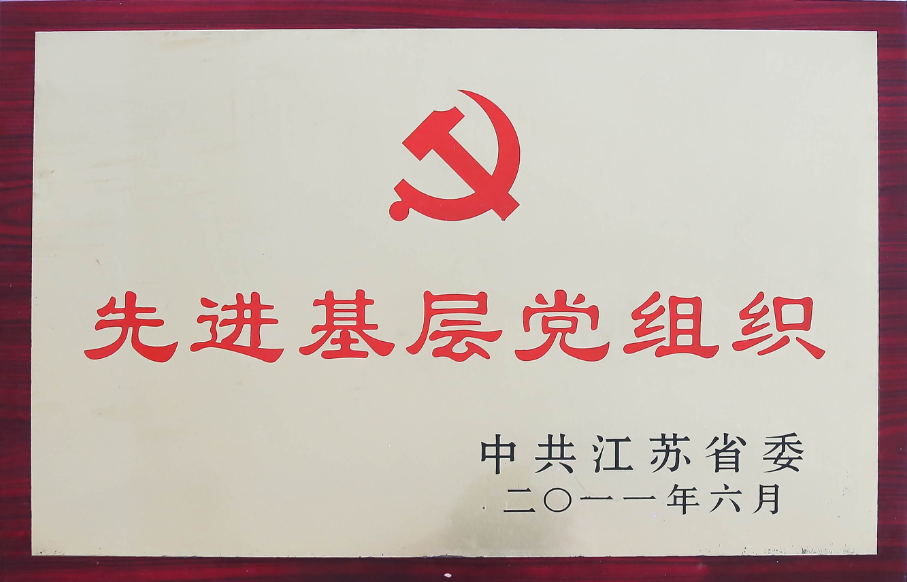 先进基层党组织
中共江苏省委
二〇一一年六月